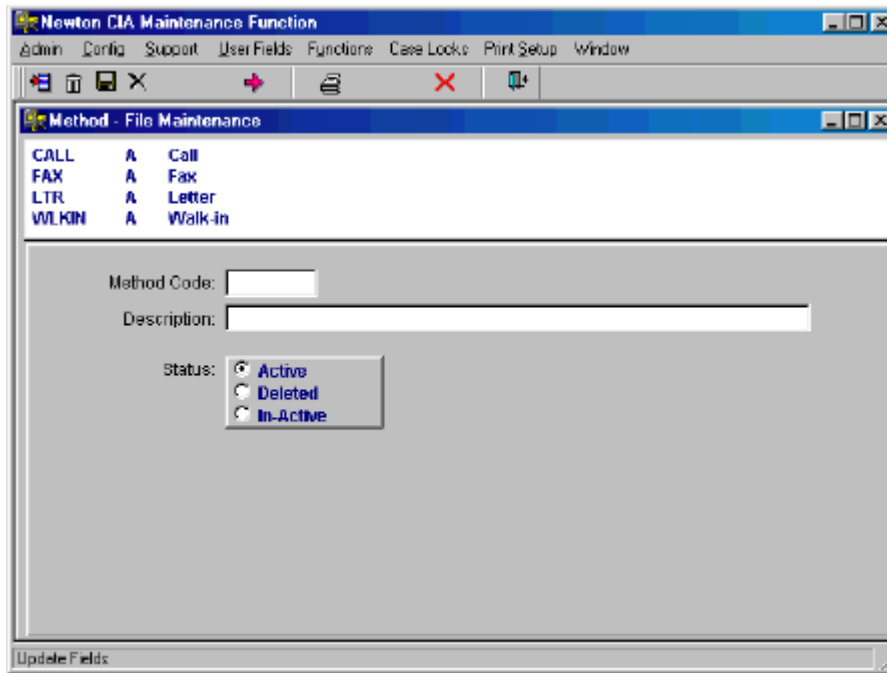 Newton CIA Maintenance Function
Admin Config Support User Fields Functions Case Locks Print Setup Window
Method - File Maintenance
CALL A Call
FAX A Fax
LTR A Letter
WLKIN A Walk-in
Method Code:
Description:
Status: Active
Deleted
In-Active
Update Fields